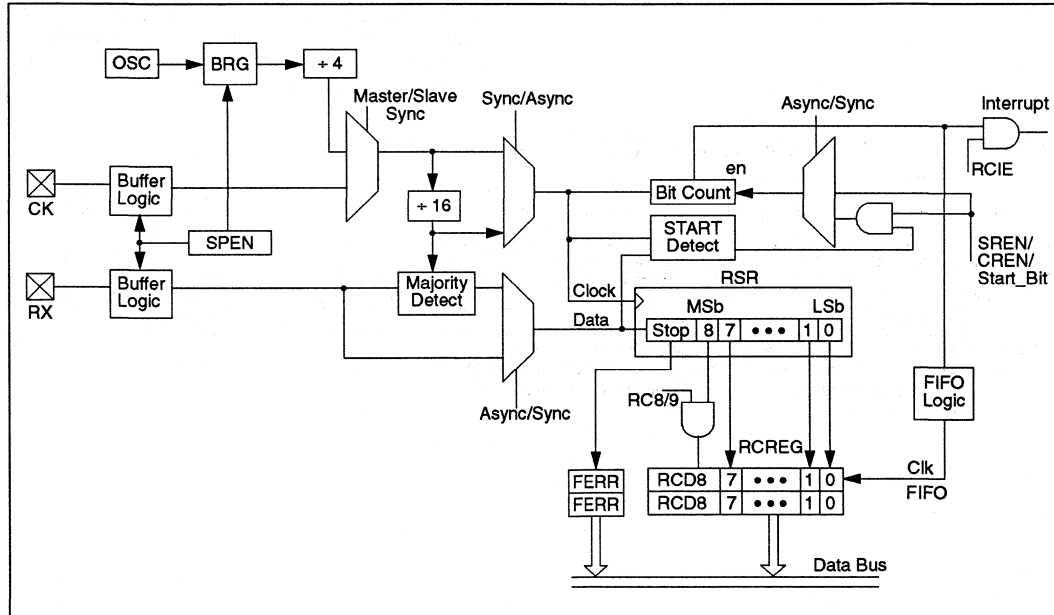 OSC
BRG
÷ 4
Master/Slave
Sync
Sync/Async
Async/Sync
Interrupt
RCIE
CK
Buffer
Logic
÷ 16
en
Bit Count
SPEN
START
Detect
SREN/
CREN/
Start_Bit
RX
Buffer
Logic
Majority
Detect
Clock
Data
RSR
MSb
LSb
Stop 8 7 • • • 1 0
Async/Sync
RC8/9
FIFO
Logic
RCREG
Clk
FIFO
FERR
FERR
RCD8 7 • • • 1 0
RCD8 7 • • • 1 0
Data Bus